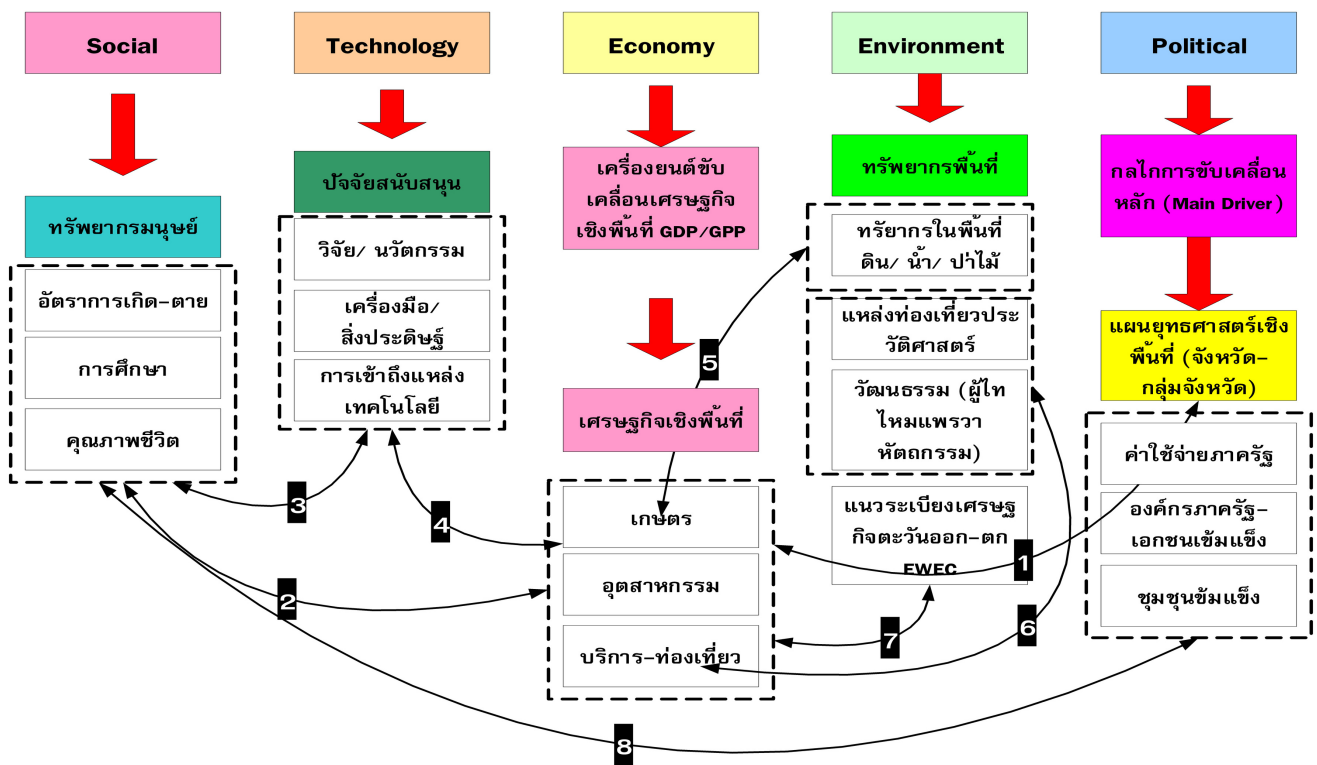 Social
Technology
Economy
Environment
Political
ทรัพยากรมนุษย์
อัตราการเกิด-ตาย
การศึกษา
คุณภาพชีวิต
ปัจจัยสนับสนุน
วิจัย/ นวัตกรรม
เครื่องมือ/
สิ่งประดิษฐ์
การเข้าถึงแหล่ง
เทคโนโลยี
เครื่องยนต์ขับ
เคลื่อนเศรษฐกิจ
เชิงพื้นที่ GDP/GPP
เศรษฐกิจเชิงพื้นที่
เกษตร
อุตสาหกรรม
บริการ-ท่องเที่ยว
ทรัพยากรพื้นที่
ทรัยากรในพื้นที่
ดิน/ น้ำ/ ป่าไม้
แหล่งท่องเที่ยวประ
วัติศาสตร์
วัฒนธรรม (ผู้ไท
ไหมแพรวา
หัตถกรรม)
แนวระเบียงเศรษฐ
กิจตะวันออก-ตก
EWEC
กลไกการขับเคลื่อน
หลัก (Main Driver)
แผนยุทธศาสตร์เชิง
พื้นที่ (จังหวัด-
กลุ่มจังหวัด)
ค่าใช้จ่ายภาครัฐ
องค์กรภาครัฐ-
เอกชนเข้มแข็ง
ชุมชนข้มแข็ง
1
2
3
4
5
6
7
8